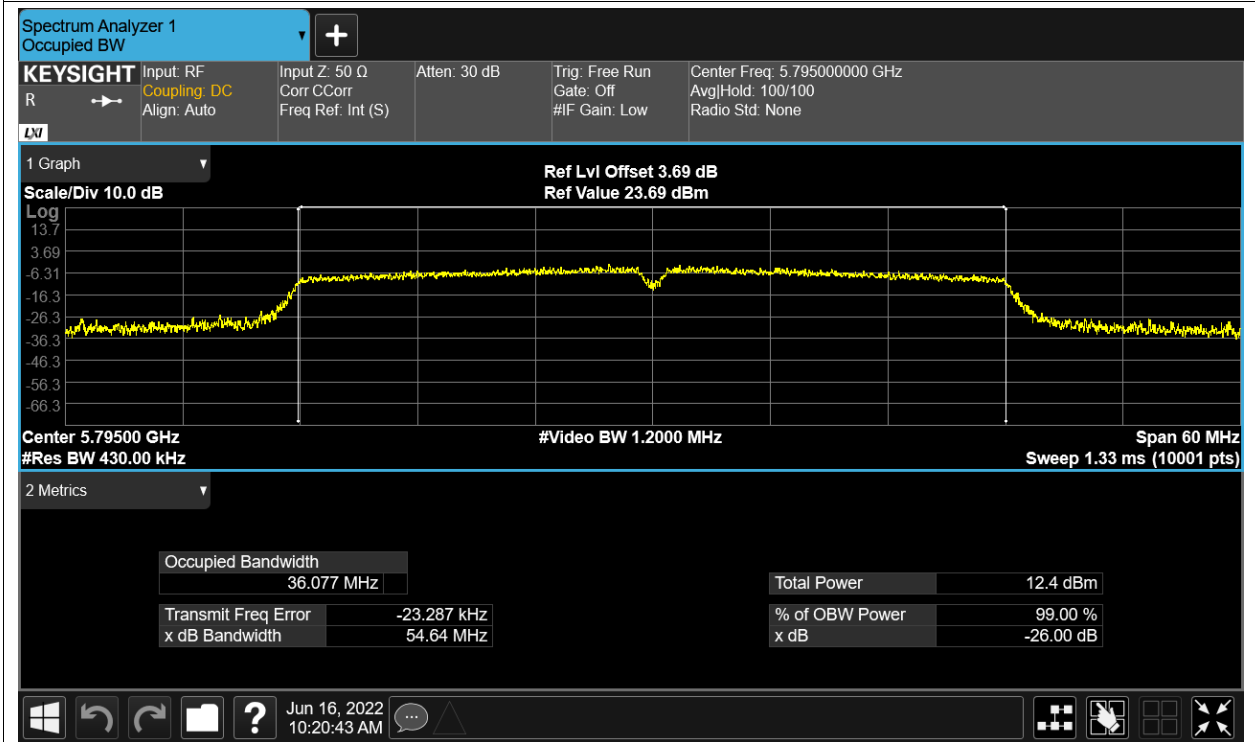 Spectrum Analyzer 1
Occupied BW
KEYSIGHT Input: RF Input Z: 50 Ω Atten: 30 dB Trig: Free Run Center Freq: 5.795000000 GHz
R Coupling: DC Corr CCorr Gate: Off Avg|Hold: 100/100
Align: Auto Freq Ref: Int (S) #IF Gain: Low Radio Std: None
LXI
1 Graph
Ref Lvl Offset 3.69 dB
Scale/Div 10.0 dB Ref Value 23.69 dBm
Log
13.7
3.69
-6.31
-16.3
-26.3
-36.3
-46.3
-56.3
-66.3
Center 5.79500 GHz #Video BW 1.2000 MHz Span 60 MHz
#Res BW 430.00 kHz Sweep 1.33 ms (10001 pts)
2 Metrics
Occupied Bandwidth
36.077 MHz Total Power 12.4 dBm
Transmit Freq Error -23.287 kHz % of OBW Power 99.00 %
x dB Bandwidth 54.64 MHz x dB -26.00 dB
? Jun 16, 2022
10:20:43 AM